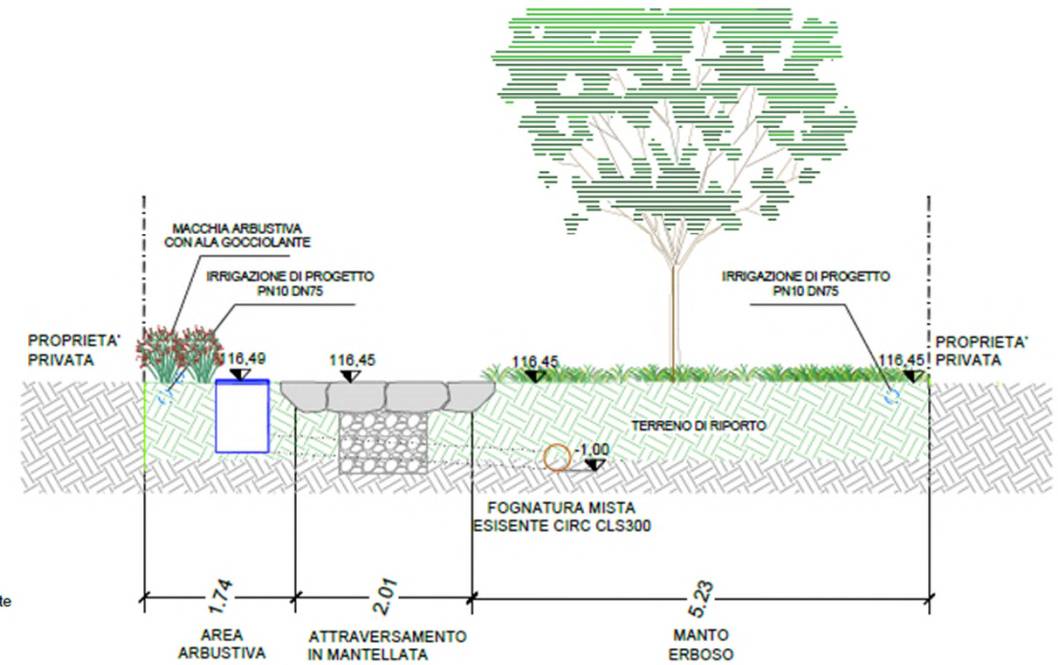 MACCHIA ARBUSTIVA
CON ALA GOCCIOLANTE
IRRIGAZIONE DI PROGETTO
PN10 DN75
IRRIGAZIONE DI PROGETTO
PN10 DN75
PROPRIETA'
PRIVATA
PROPRIETA'
PRIVATA
116,49
116,45
116,45
116,45
TERRENO DI RIPORTO
-1,00
FOGNATURA MISTA
ESISENTE CIRC CLS300
te
1.74
2.01
5.23
AREA
ARBUSTIVA
ATTRAVERSAMENTO
IN MANTELLATA
MANTO
ERBOSO